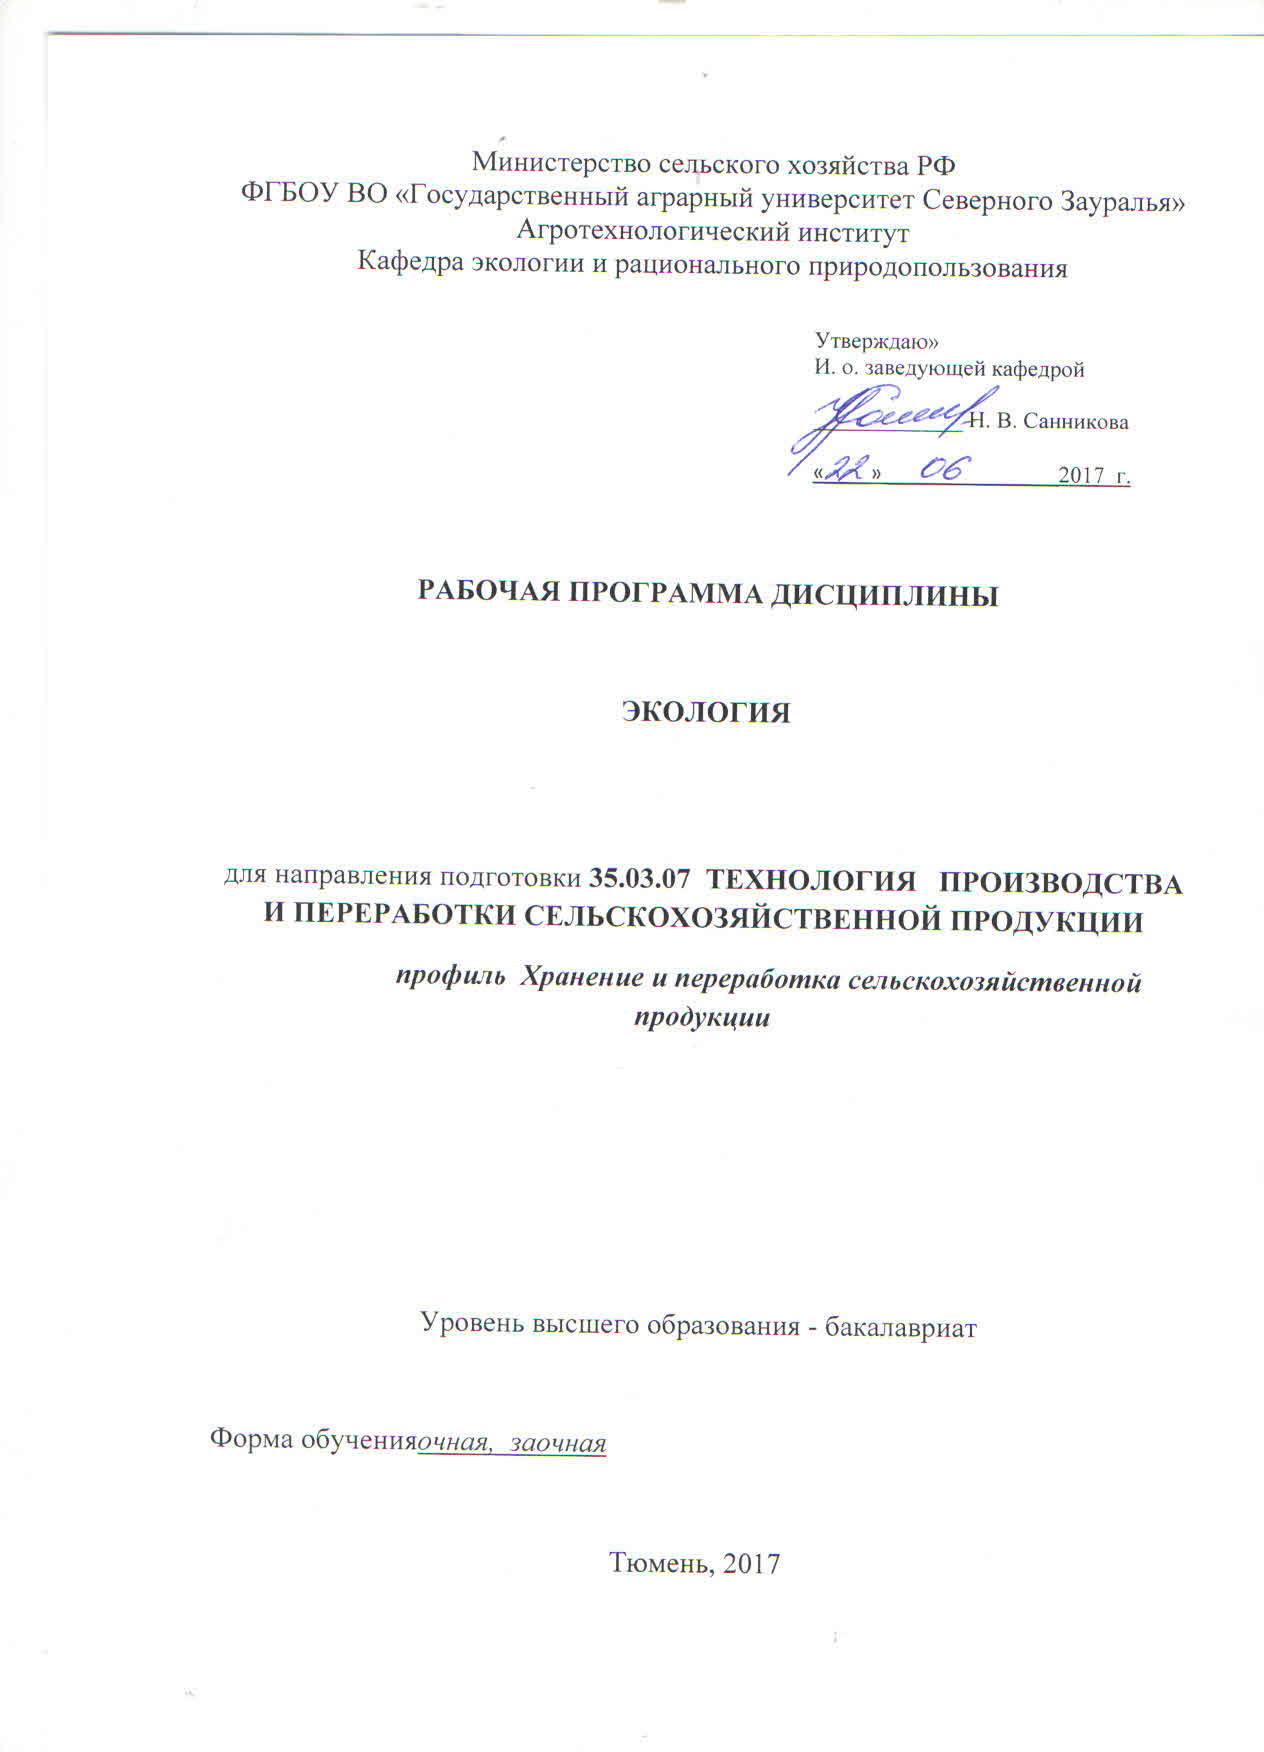 Министерство сельского хозяйства РФ
ФГБОУ ВО «Государственный аграрный университет Северного Зауралья»
Агротехнологический институт
Кафедра экологии и рационального природопользования
Утверждаю»
И. о. заведующей кафедрой
Н. В. Санникова
«22» 06 2017 г.
РАБОЧАЯ ПРОГРАММА ДИСЦИПЛИНЫ
ЭКОЛОГИЯ
для направления подготовки 35.03.07 ТЕХНОЛОГИЯ ПРОИЗВОДСТВА
И ПЕРЕРАБОТКИ СЕЛЬСКОХОЗЯЙСТВЕННОЙ ПРОДУКЦИИ
профиль Хранение и переработка сельскохозяйственной
продукции
Уровень высшего образования - бакалавриат
Форма обученияочная, заочная
Тюмень, 2017